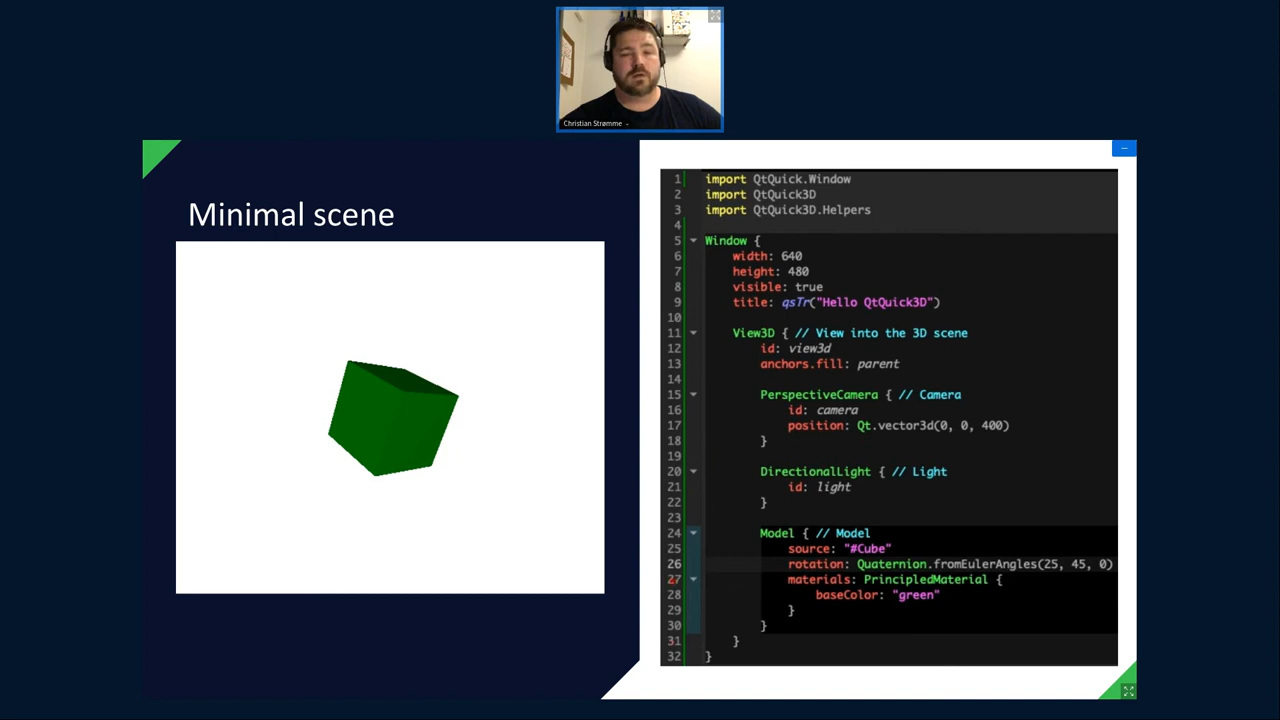 Christian Strømme
Minimal scene
1 import QtQuick.Window
2 import QtQuick3D
3 import QtQuick3D.Helpers
4
5 Window {
6 width: 640
7 height: 480
8 visible: true
9 title: qsTr("Hello QtQuick3D")
10
11 View3D { // View into the 3D scene
12 id: view3d
13 anchors.fill: parent
14
15 PerspectiveCamera { // Camera
16 id: camera
17 position: Qt.vector3d(0, 0, 400)
18 }
19
20 DirectionalLight { // Light
21 id: light
22 }
23
24 Model { // Model
25 source: "#Cube"
26 rotation: Quaternion.fromEulerAngles(25, 45, 0)
27 materials: PrincipledMaterial {
28 baseColor: "green"
29 }
30 }
31 }
32 }